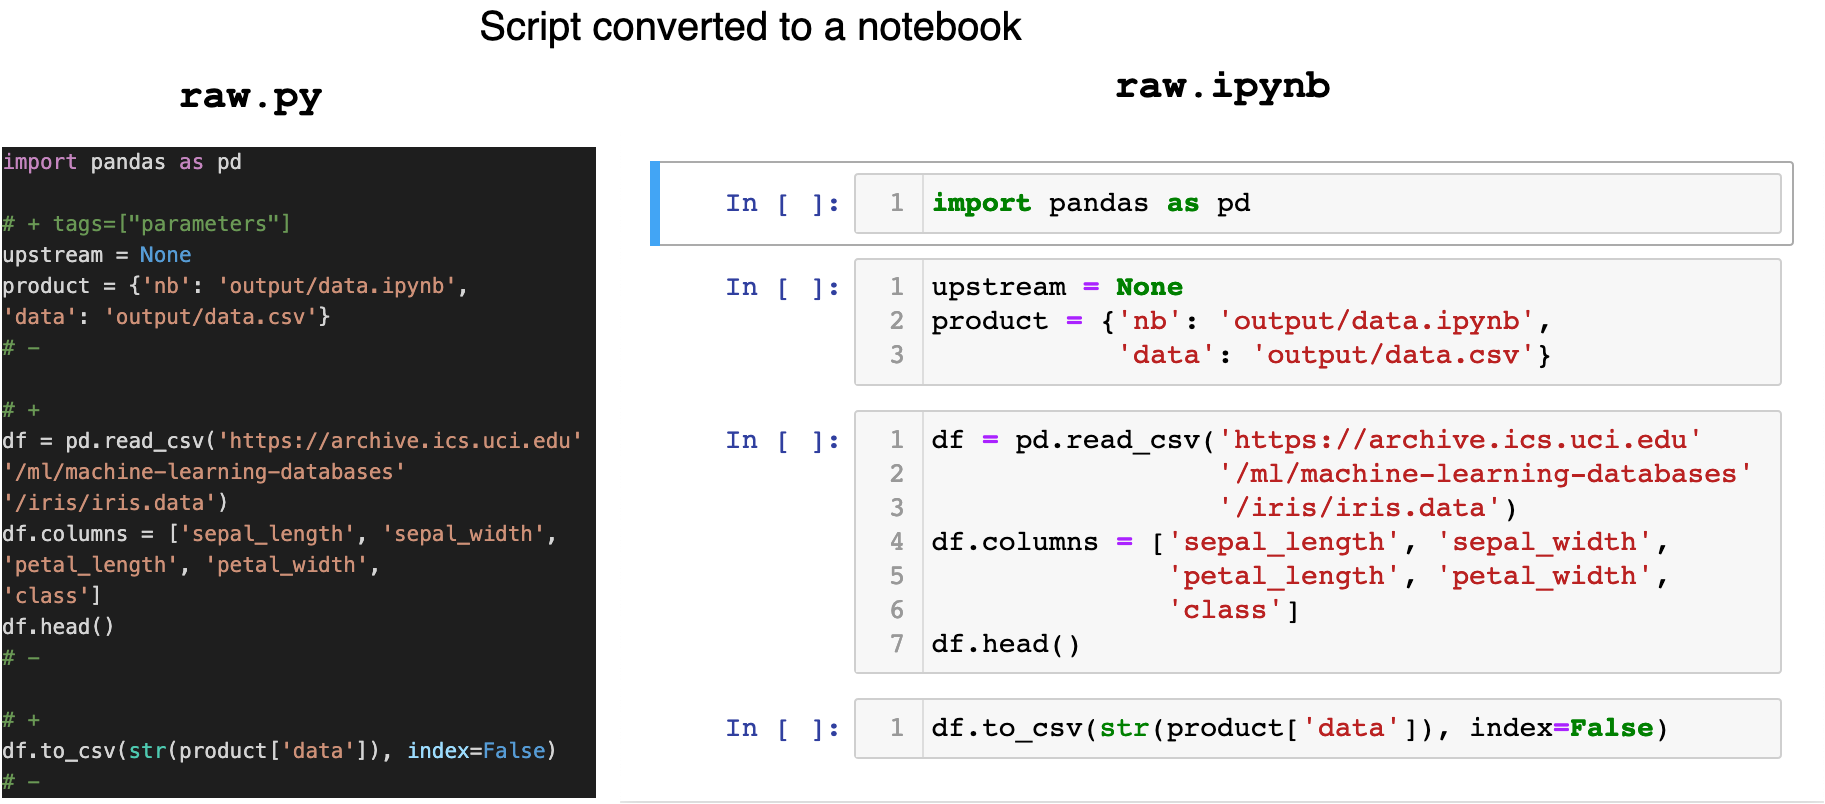 Script converted to a notebook
raw.py
import pandas as pd
# + tags=["parameters"]
upstream = None
product = {'nb': 'output/data.ipynb',
'data': 'output/data.csv'}
# –
# +
df = pd.read_csv('https://archive.ics.uci.edu'
'/ml/machine-learning-databases'
'/iris/iris.data')
df.columns = ['sepal_length', 'sepal_width',
'petal_length', 'petal_width',
'class']
df.head()
# –
# +
df.to_csv(str(product['data']), index=False)
# –
raw.ipynb
In [ ]: 1 import pandas as pd
In [ ]: 1 upstream = None
2 product = {'nb': 'output/data.ipynb',
3 'data': 'output/data.csv'}
In [ ]: 1 df = pd.read_csv('https://archive.ics.uci.edu'
2 '/ml/machine-learning-databases'
3 '/iris/iris.data')
4 df.columns = ['sepal_length', 'sepal_width',
5 'petal_length', 'petal_width',
6 'class']
7 df.head()
In [ ]: 1 df.to_csv(str(product['data']), index=False)